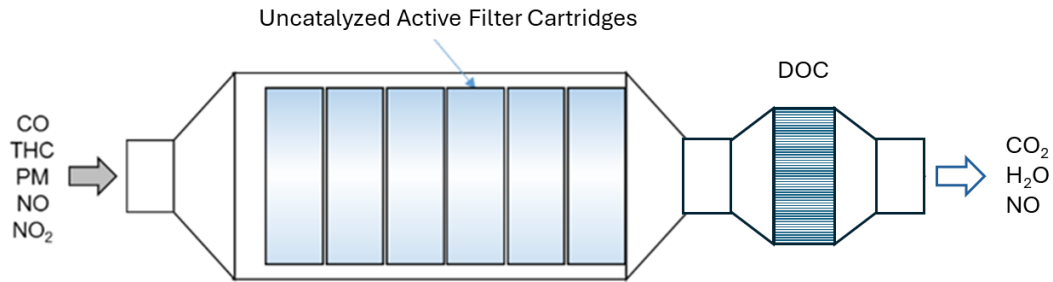 Uncatalyzed Active Filter Cartridges
DOC
CO
THC
PM
NO
NO₂
CO₂
H₂O
NO